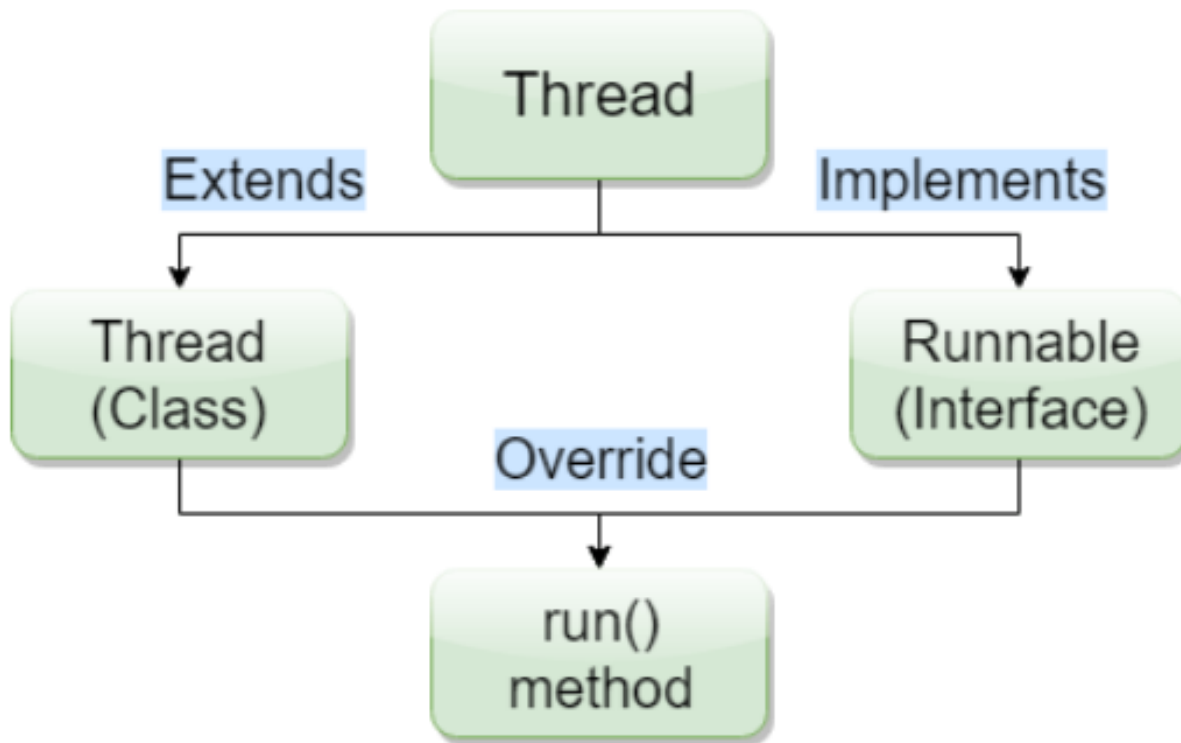 Thread
Extends
Implements
Thread
(Class)
Runnable
(Interface)
Override
run()
method